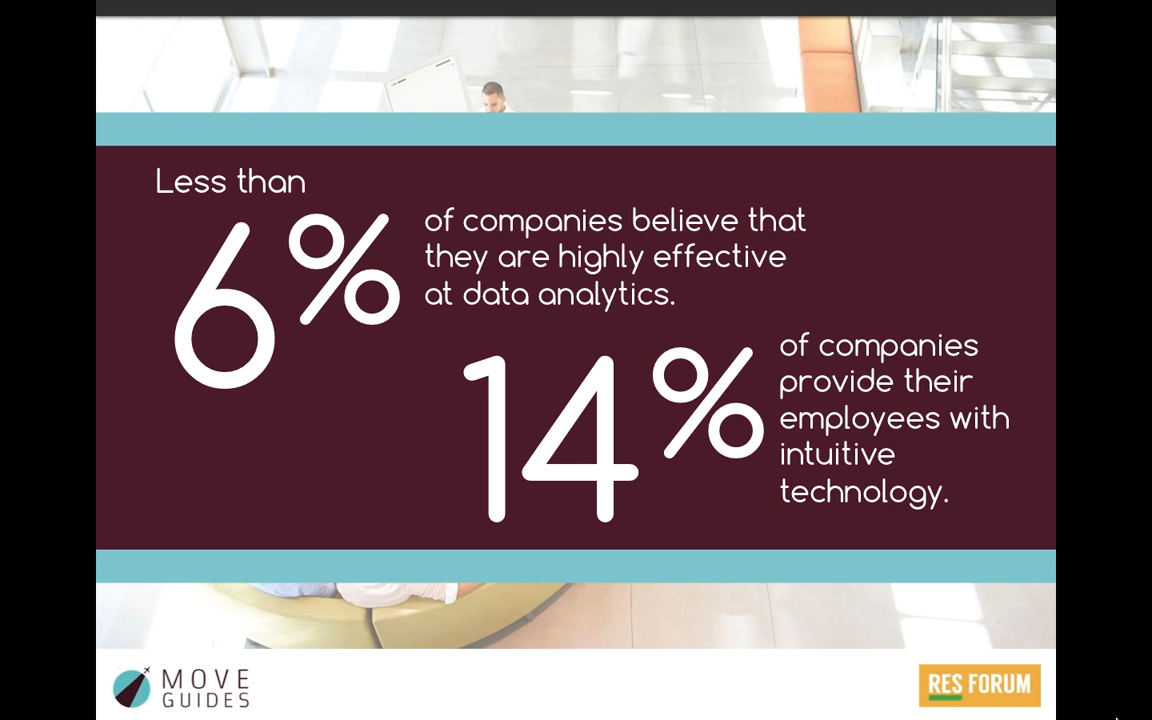 Less than
6%
of companies believe that
they are highly effective
at data analytics.
14%
of companies
provide their
employees with
intuitive
technology.
MOVE
GUIDES
RES FORUM